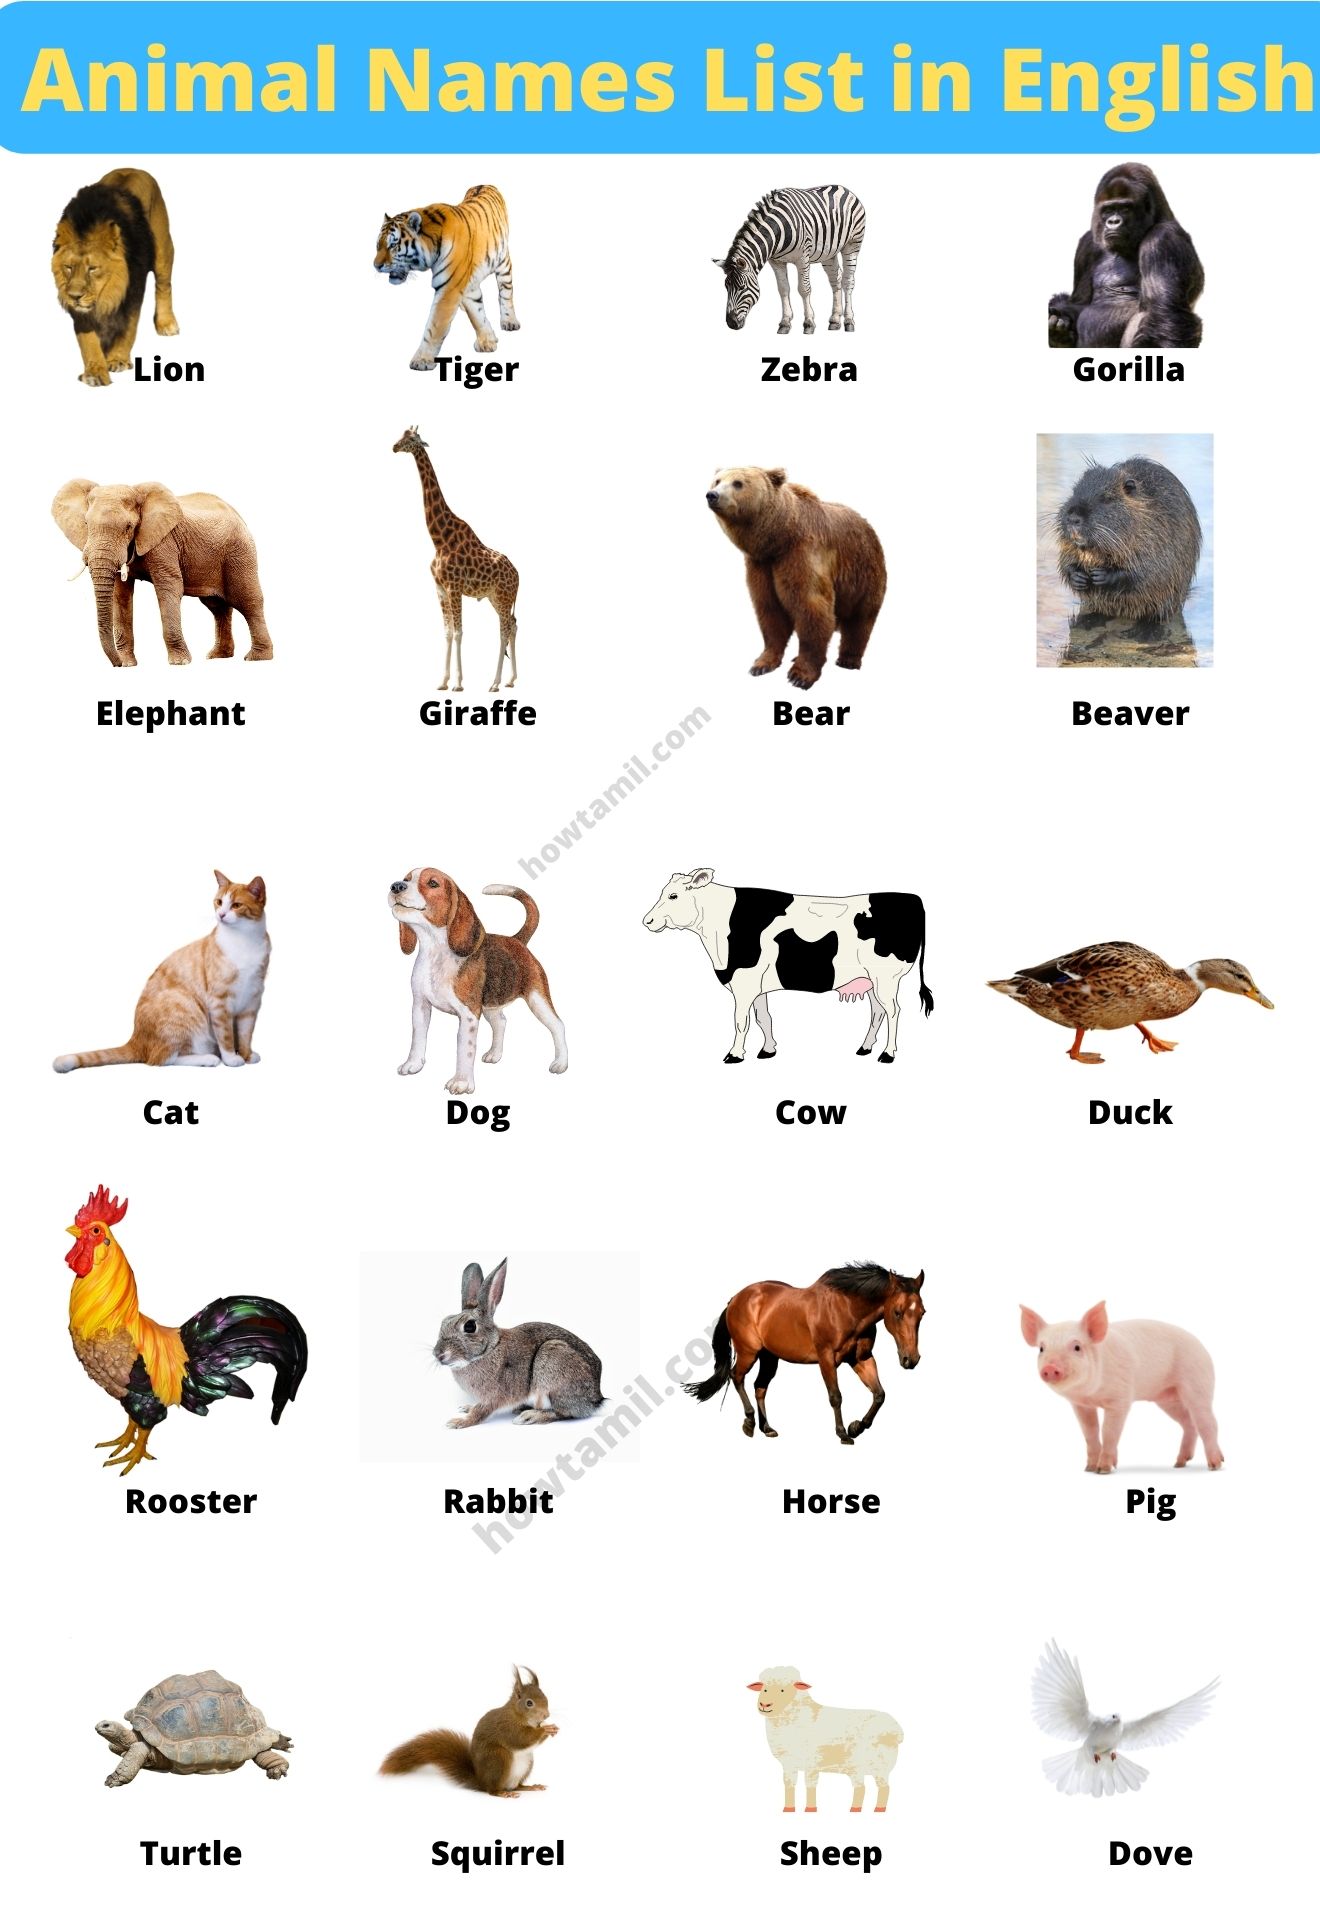 Animal Names List in English
Lion
Tiger
Zebra
Gorilla
Elephant
Giraffe
Bear
Beaver
howtamil.com
Cat
Dog
Cow
Duck
Rooster
Rabbit
Horse
Pig
howtamil.co
Turtle
Squirrel
Sheep
Dove